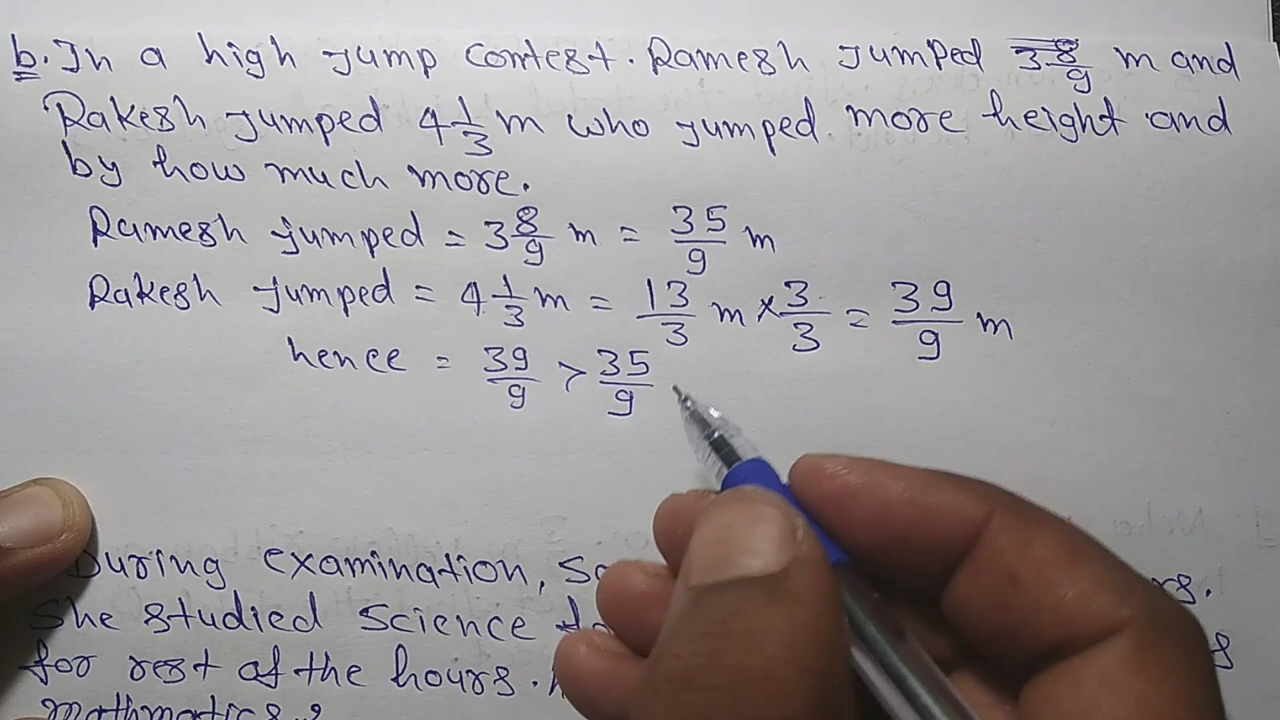 b. In a high jump contest. Ramesh jumped 3 8/9 m and
Rakesh jumped 4 1/3 m who jumped more height and
by how much more.
Ramesh jumped = 3 8/9 m = 35/9 m
Rakesh jumped = 4 1/3 m = 13/3 m × 3/3 = 39/9 m
hence = 39/9 > 35/9
During examination,
She studied science
for rest of the hours.
mathmatics?